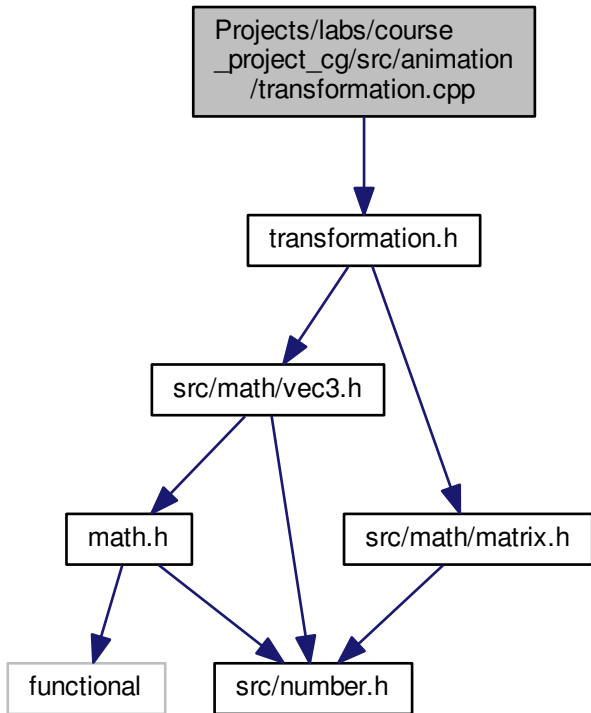 Projects/labs/course
_project_cg/src/animation
/transformation.cpp
transformation.h
src/math/vec3.h
math.h
src/math/matrix.h
functional
src/number.h